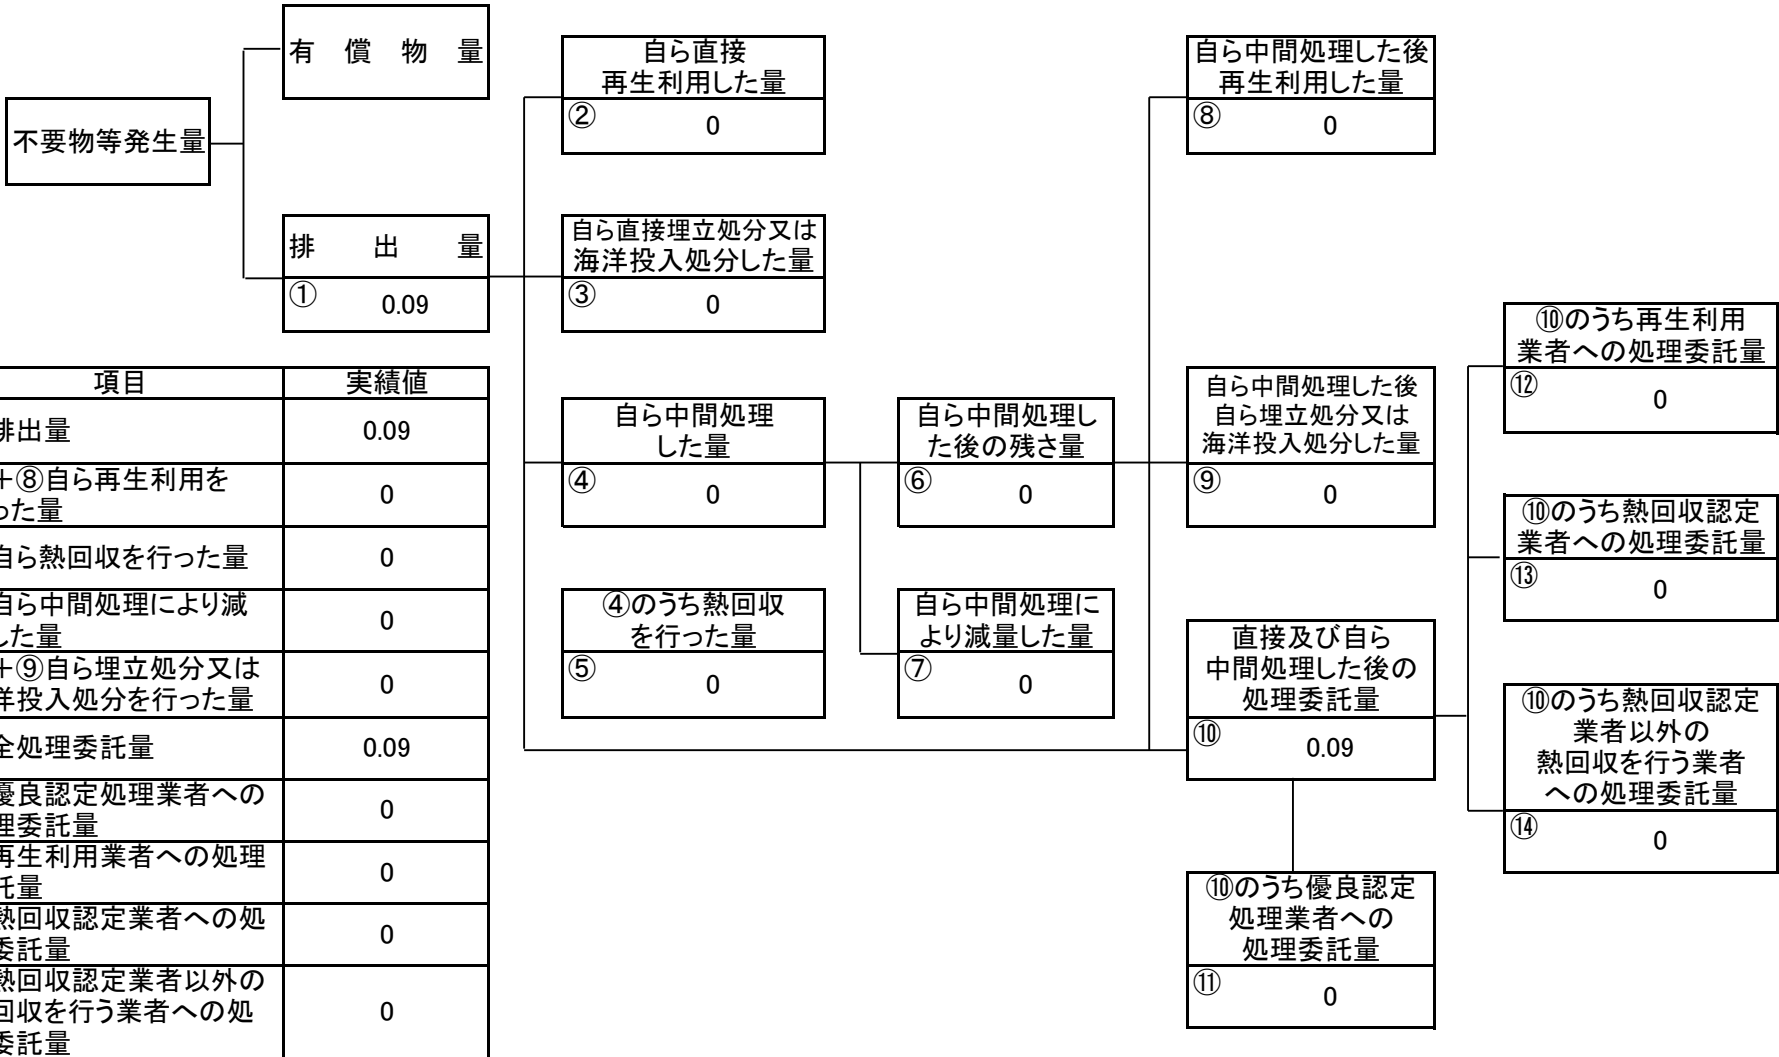 有償物量
不要物等発生量
排出量
①
0.09
自ら直接
再生利用した量
②
0
自ら直接埋立処分又は
海洋投入処分した量
③
0
自ら中間処理
した量
④
0
④のうち熱回収
を行った量
⑤
0
自ら中間処理し
た後の残さ量
⑥
0
自ら中間処理に
より減量した量
⑦
0
自ら中間処理した後
再生利用した量
⑧
0
自ら中間処理した後
自ら埋立処分又は
海洋投入処分した量
⑨
0
直接及び自ら
中間処理した後の
処理委託量
⑩
0.09
⑩のうち優良認定
処理業者への
処理委託量
⑪
0
⑩のうち再生利用
業者への処理委託量
⑫
0
⑩のうち熱回収認定
業者への処理委託量
⑬
0
⑩のうち熱回収認定
業者以外の
熱回収を行う業者
への処理委託量
⑭
0
項目 実績値
排出量
0.09
+⑧自ら再生利用を
った量
0
自ら熱回収を行った量
0
自ら中間処理により減
した量
0
+⑨自ら埋立処分又は
洋投入処分を行った量
0
全処理委託量
0.09
優良認定処理業者への
理委託量
0
再生利用業者への処理
託量
0
熱回収認定業者への処
委託量
0
熱回収認定業者以外の
回収を行う業者への処
委託量
0